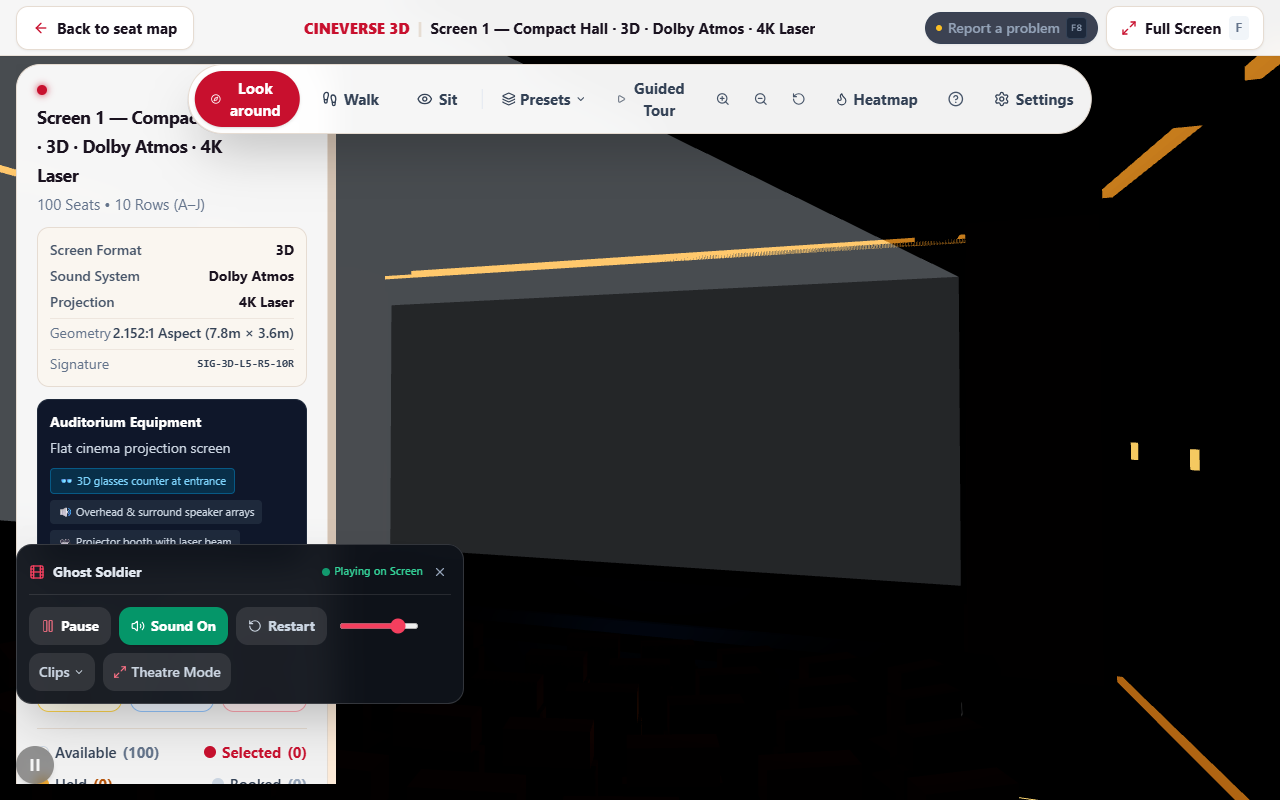 Back to seat map
CINEVERSE 3D | Screen 1 — Compact Hall · 3D · Dolby Atmos · 4K Laser
Report a problem F8
Full Screen F
Look around
Walk
Sit
Presets
Guided Tour
Heatmap
Settings
Screen 1 — Compac
· 3D · Dolby Atmos · 4K
Laser
100 Seats • 10 Rows (A–J)
Screen Format 3D
Sound System Dolby Atmos
Projection 4K Laser
Geometry 2.152:1 Aspect (7.8m × 3.6m)
Signature SIG-3D-L5-R5-10R
Auditorium Equipment
Flat cinema projection screen
3D glasses counter at entrance
Overhead & surround speaker arrays
Projector booth with laser beam
Ghost Soldier
Playing on Screen
Pause
Sound On
Restart
Clips
Theatre Mode
Available (100)
Selected (0)
Held (0)
Booked (0)